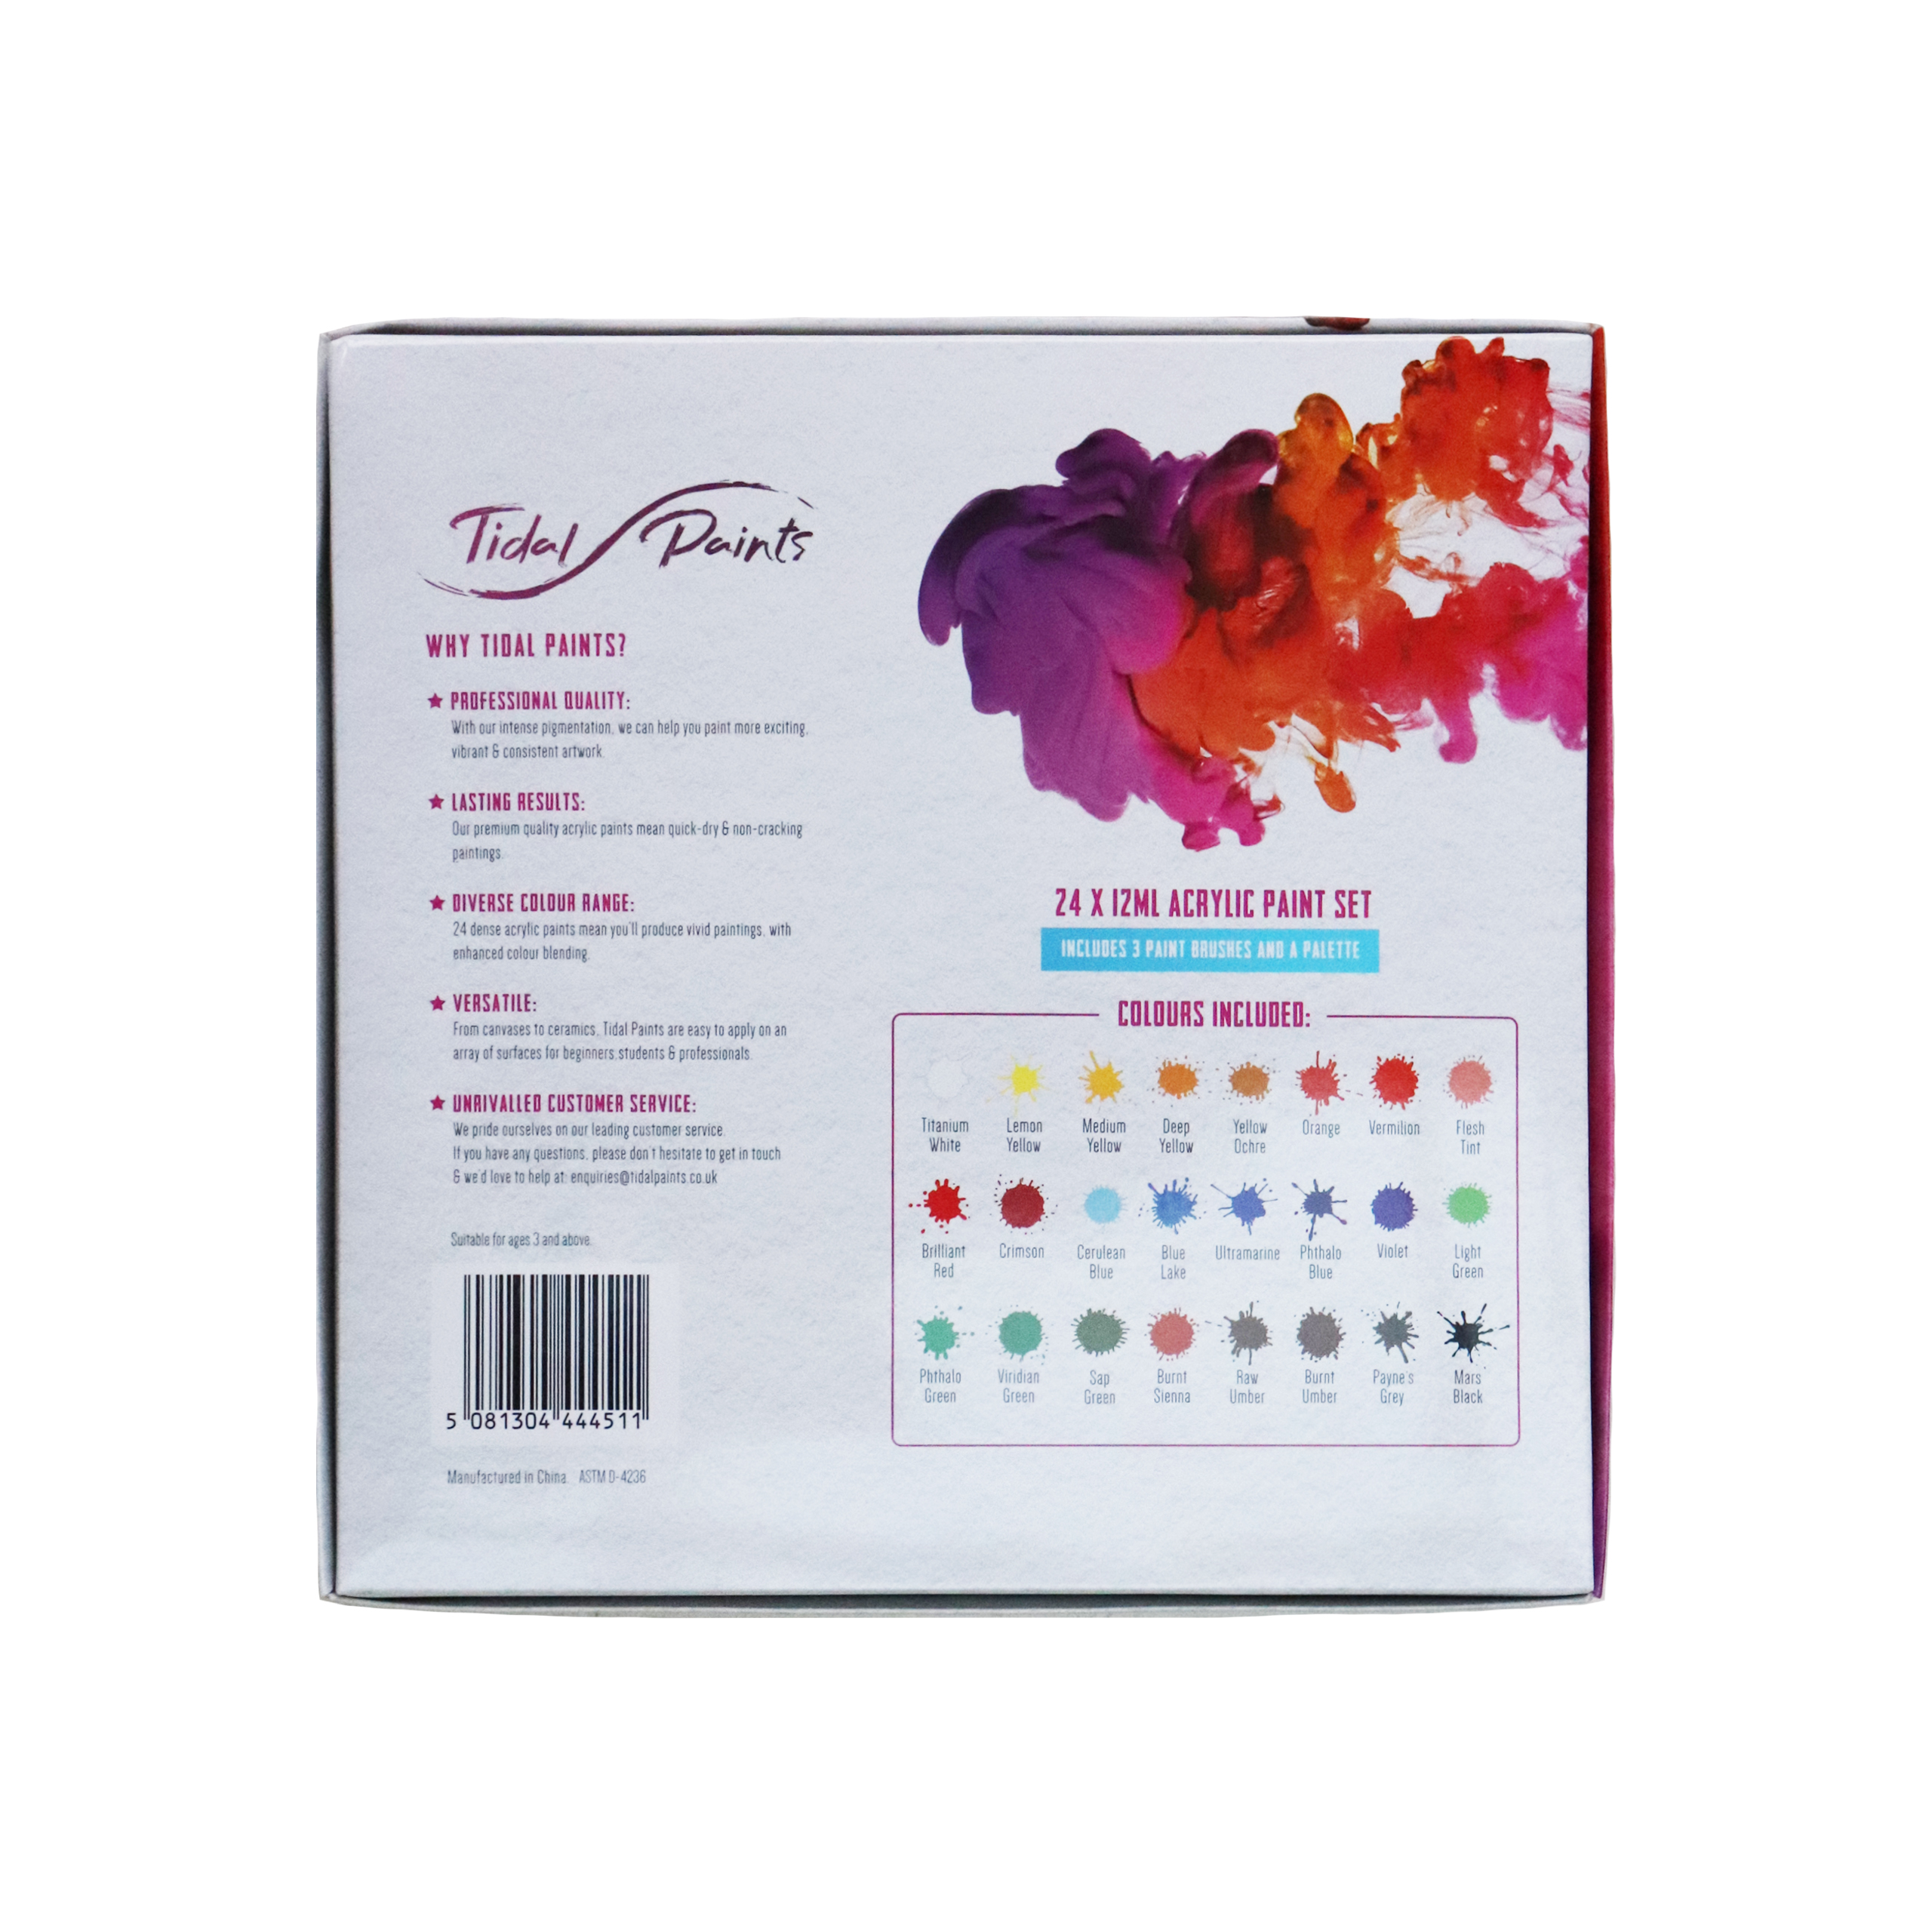 Tidal Paints
WHY TIDAL PAINTS?
PROFESSIONAL QUALITY:
With our intense pigmentation, we can help you paint more exciting,
vibrant & consistent artwork.
LASTING RESULTS:
Our premium quality acrylic paints mean quick-dry & non-cracking
paintings.
DIVERSE COLOUR RANGE:
24 dense acrylic paints mean you'll produce vivid paintings, with
enhanced colour blending.
VERSATILE:
From canvases to ceramics, Tidal Paints are easy to apply on an
array of surfaces for beginners, students & professionals.
UNRIVALLED CUSTOMER SERVICE:
We pride ourselves on our leading customer service.
If you have any questions, please don't hesitate to get in touch
& we'd love to help at: enquiries@tidalpaints.co.uk
Suitable for ages 3 and above.
5 081304 444511
Manufactured in China. ASTM D-4236
24 X 12ML ACRYLIC PAINT SET
INCLUDES 3 PAINT BRUSHES AND A PALETTE
COLOURS INCLUDED:
Titanium White
Lemon Yellow
Medium Yellow
Deep Yellow
Yellow Ochre
Orange
Vermilion
Flesh Tint
Brilliant Red
Crimson
Cerulean Blue
Blue Lake
Ultramarine
Phthalo Blue
Violet
Light Green
Phthalo Green
Viridian Green
Sap Green
Burnt Sienna
Raw Umber
Burnt Umber
Payne's Grey
Mars Black